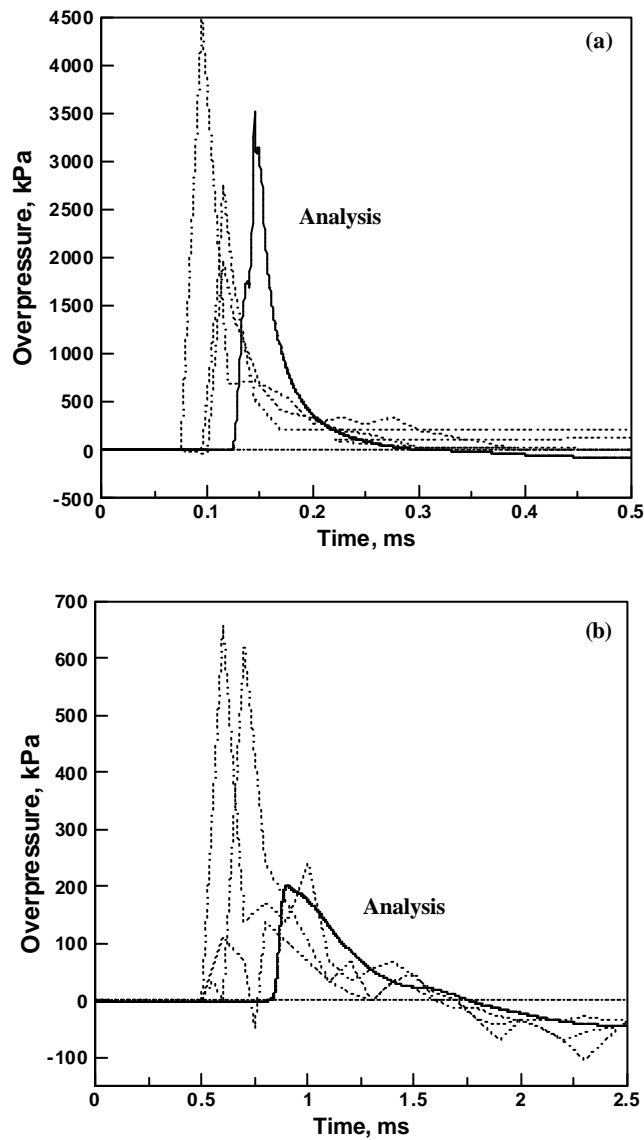 4500
(a)
4000
3500
3000
Analysis
2500
2000
1500
1000
500
0
-500
Overpressure, kPa
0 0.1 0.2 0.3 0.4 0.5
Time, ms
700
(b)
600
500
400
300
200
Analysis
100
0
-100
Overpressure, kPa
0 0.5 1 1.5 2 2.5
Time, ms